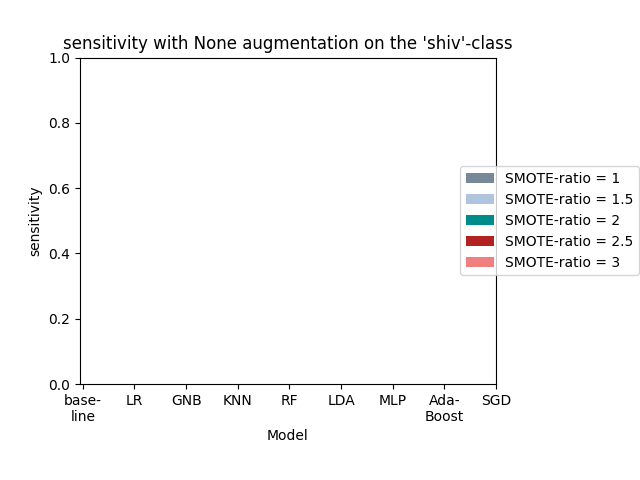 sensitivity with None augmentation on the 'shiv'-class
1.0
0.8
0.6
0.4
0.2
0.0
sensitivity
SMOTE-ratio = 1
SMOTE-ratio = 1.5
SMOTE-ratio = 2
SMOTE-ratio = 2.5
SMOTE-ratio = 3
base-
line
LR
GNB
KNN
RF
LDA
MLP
Ada-
Boost
SGD
Model